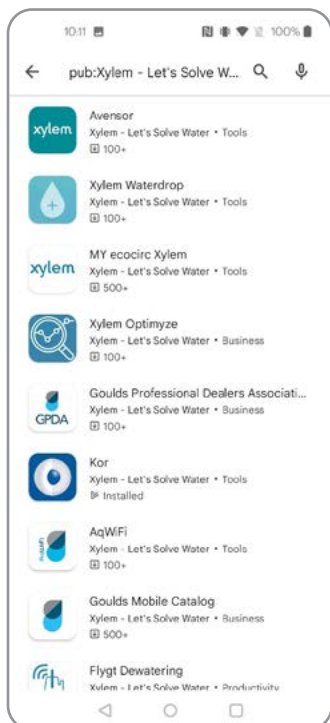 10:11
100%
pub:Xylem - Let's Solve W...
xylem
Avensor
Xylem - Let's Solve Water • Tools
100+
Xylem Waterdrop
Xylem - Let's Solve Water • Tools
100+
xylem
MY ecocirc Xylem
Xylem - Let's Solve Water • Tools
500+
Xylem Optimyze
Xylem - Let's Solve Water • Business
100+
GPDA
Goulds Professional Dealers Associati...
Xylem - Let's Solve Water • Business
100+
Kor
Xylem - Let's Solve Water • Tools
Installed
AqWiFi
Xylem - Let's Solve Water • Tools
100+
Goulds Mobile Catalog
Xylem - Let's Solve Water • Business
500+
Flygt Dewatering
Xylem - Let's Solve Water • Productivity